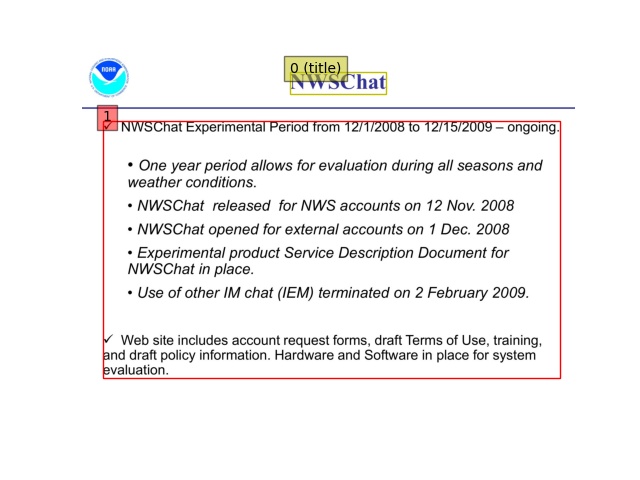 NOAA
0 (title)
NWSChat
1
✓ NWSChat Experimental Period from 12/1/2008 to 12/15/2009 – ongoing.
• One year period allows for evaluation during all seasons and
weather conditions.
• NWSChat released for NWS accounts on 12 Nov. 2008
• NWSChat opened for external accounts on 1 Dec. 2008
• Experimental product Service Description Document for
NWSChat in place.
• Use of other IM chat (IEM) terminated on 2 February 2009.
✓ Web site includes account request forms, draft Terms of Use, training,
and draft policy information. Hardware and Software in place for system
evaluation.